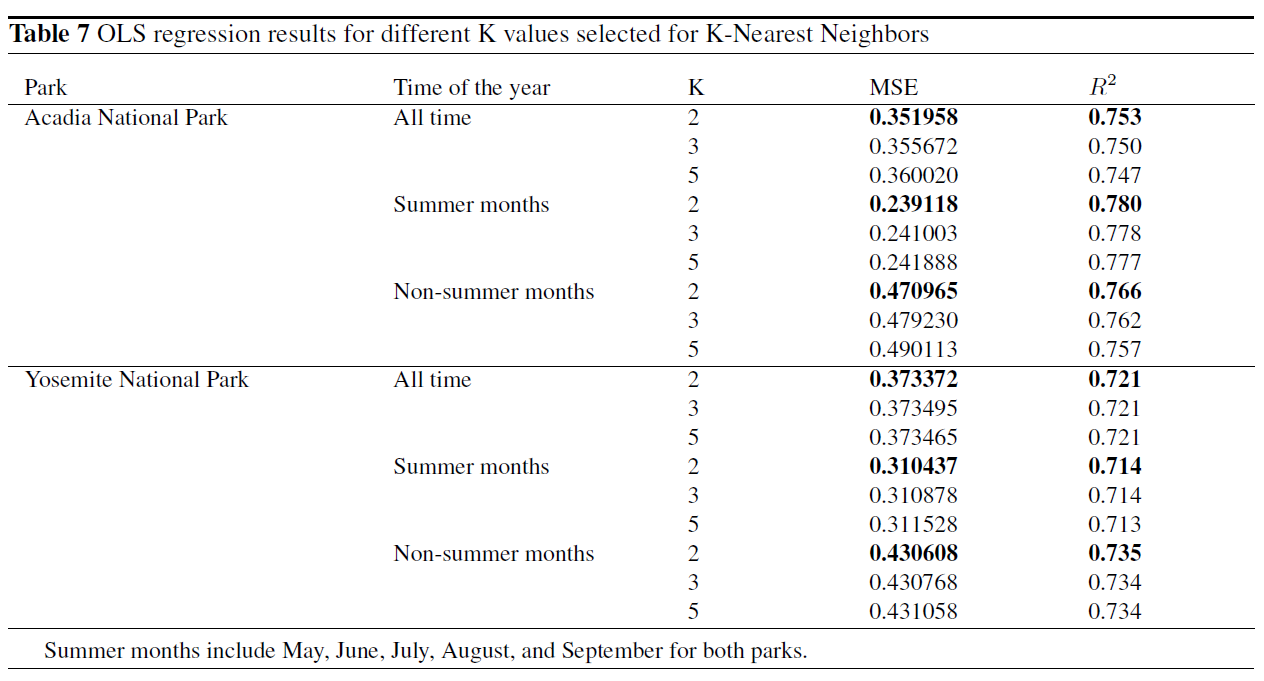 Table 7 OLS regression results for different K values selected for K-Nearest Neighbors
Park Time of the year K MSE R²
Acadia National Park All time 2 0.351958 0.753
3 0.355672 0.750
5 0.360020 0.747
Summer months 2 0.239118 0.780
3 0.241003 0.778
5 0.241888 0.777
Non-summer months 2 0.470965 0.766
3 0.479230 0.762
5 0.490113 0.757
Yosemite National Park All time 2 0.373372 0.721
3 0.373495 0.721
5 0.373465 0.721
Summer months 2 0.310437 0.714
3 0.310878 0.714
5 0.311528 0.713
Non-summer months 2 0.430608 0.735
3 0.430768 0.734
5 0.431058 0.734
Summer months include May, June, July, August, and September for both parks.